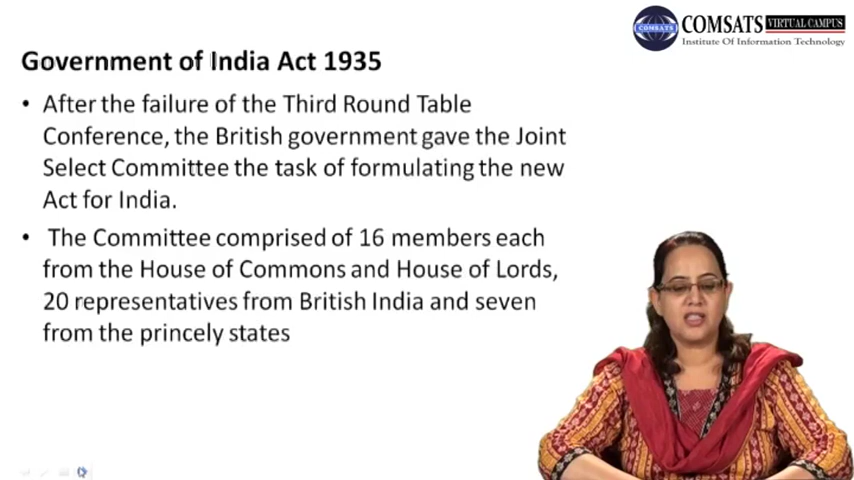 COMSATS
COMSATS VIRTUAL CAMPUS
Institute Of Information Technology
Government of India Act 1935
• After the failure of the Third Round Table
Conference, the British government gave the Joint
Select Committee the task of formulating the new
Act for India.
• The Committee comprised of 16 members each
from the House of Commons and House of Lords,
20 representatives from British India and seven
from the princely states